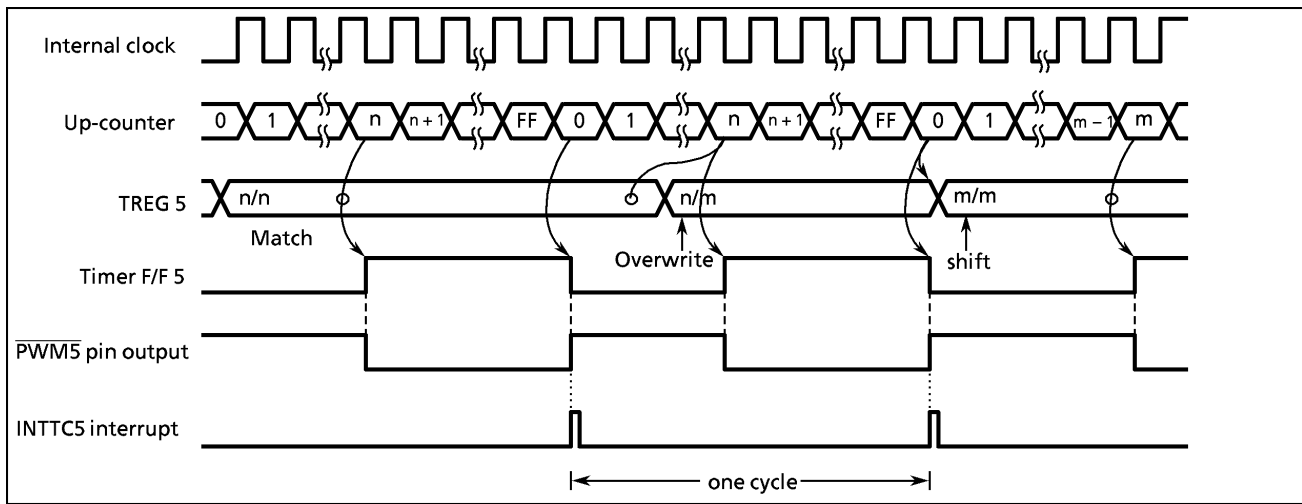 Internal clock
Up-counter 0 1 n n + 1 FF 0 1 n n + 1 FF 0 1 m − 1 m
TREG 5 n/n n/m m/m
Match Overwrite shift
Timer F/F 5
PWM5 pin output
INTTC5 interrupt
one cycle